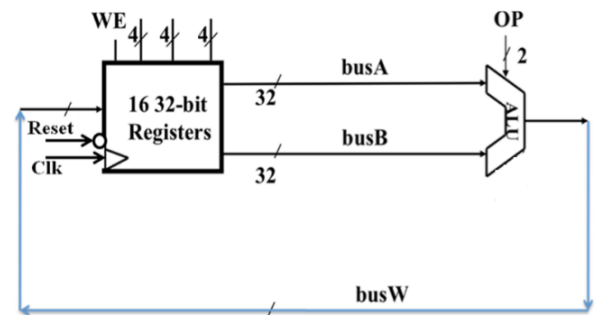 WE 4 4 4
OP
2
busA
32
16 32-bit
Registers
ALU
Reset
busB
Clk
32
busW